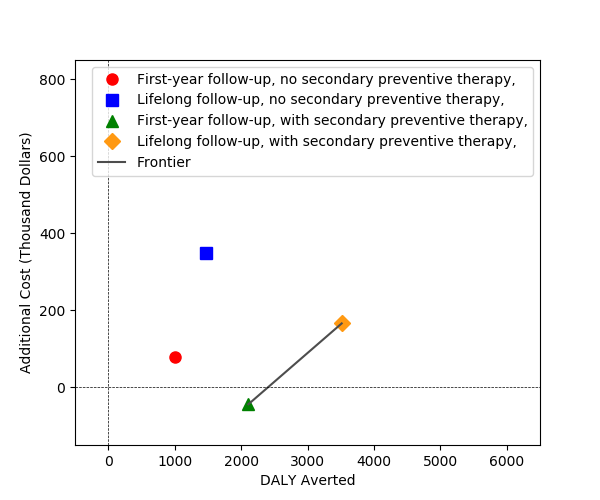 800
600
400
200
0
Additional Cost (Thousand Dollars)
First-year follow-up, no secondary preventive therapy,
Lifelong follow-up, no secondary preventive therapy,
First-year follow-up, with secondary preventive therapy,
Lifelong follow-up, with secondary preventive therapy,
Frontier
0 1000 2000 3000 4000 5000 6000
DALY Averted